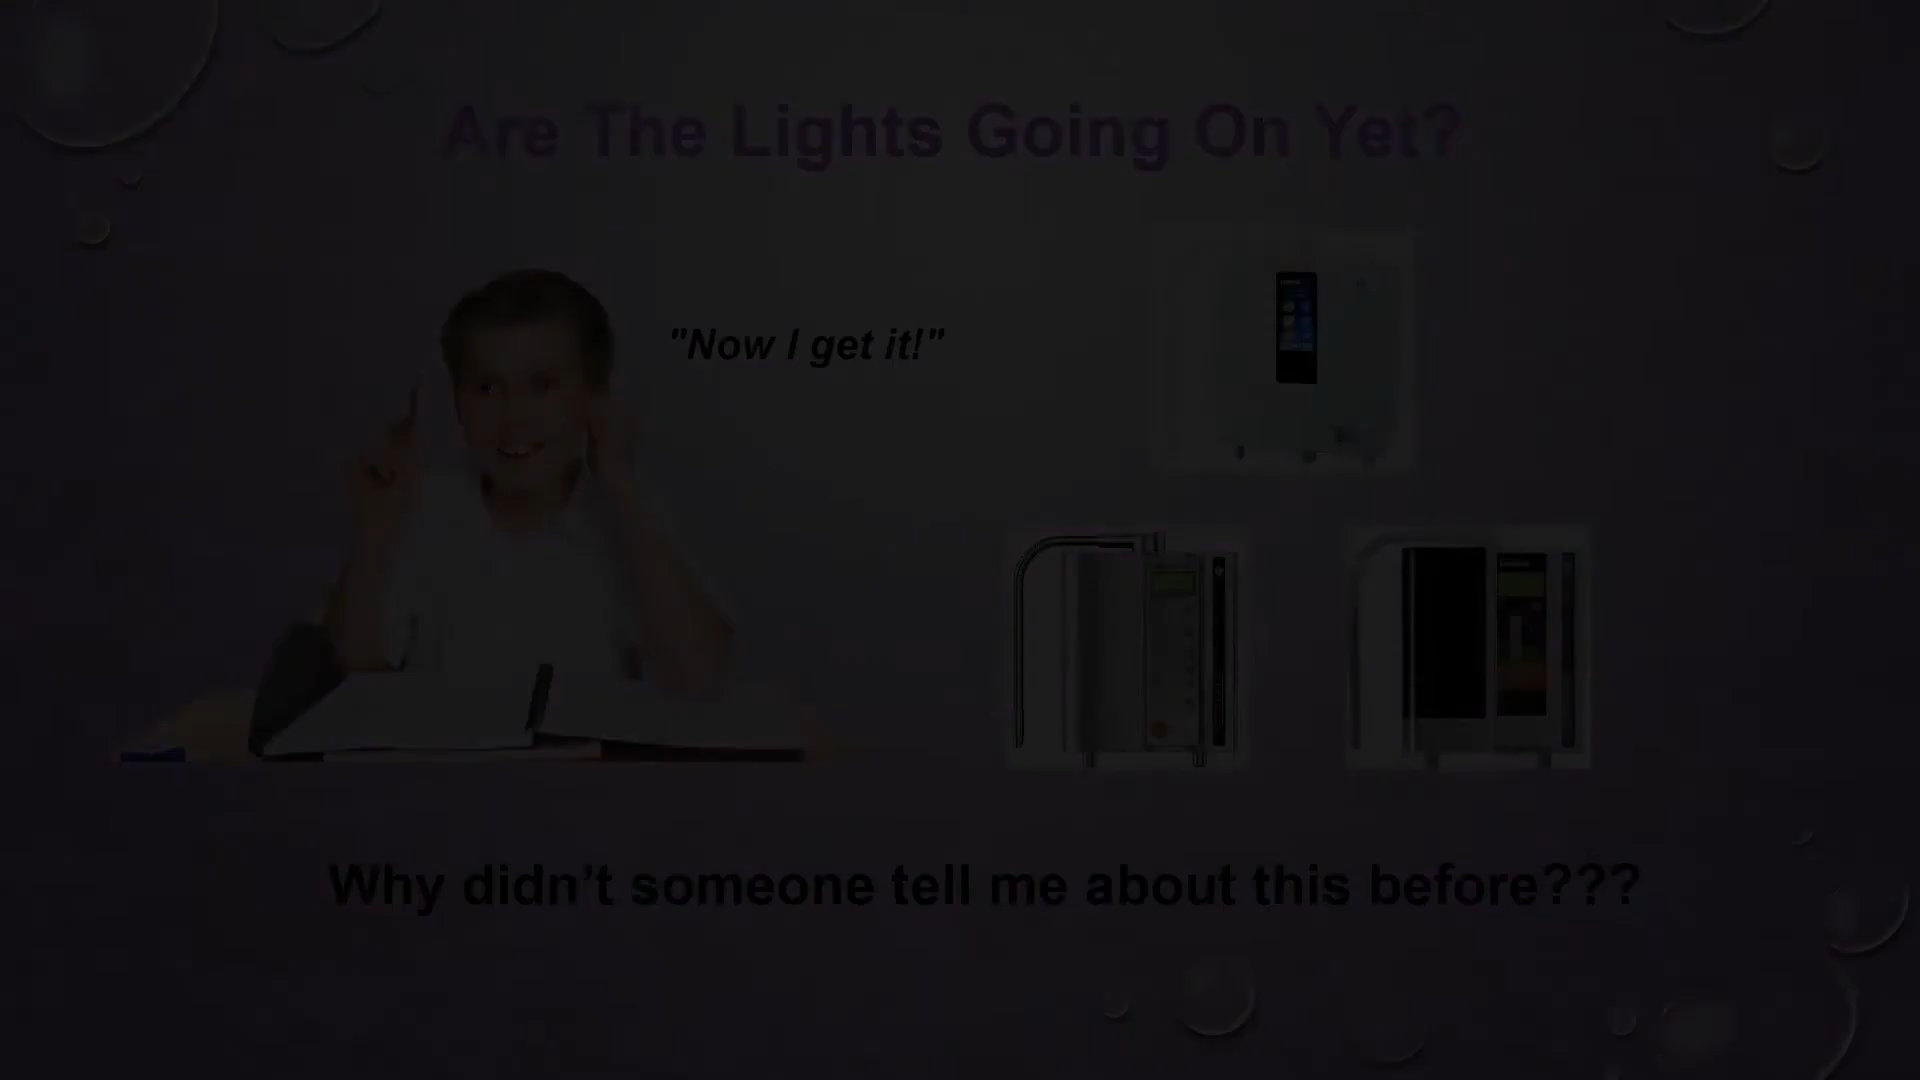 Are The Lights Going On Yet?
"Now I get it!"
Why didn't someone tell me about this before???